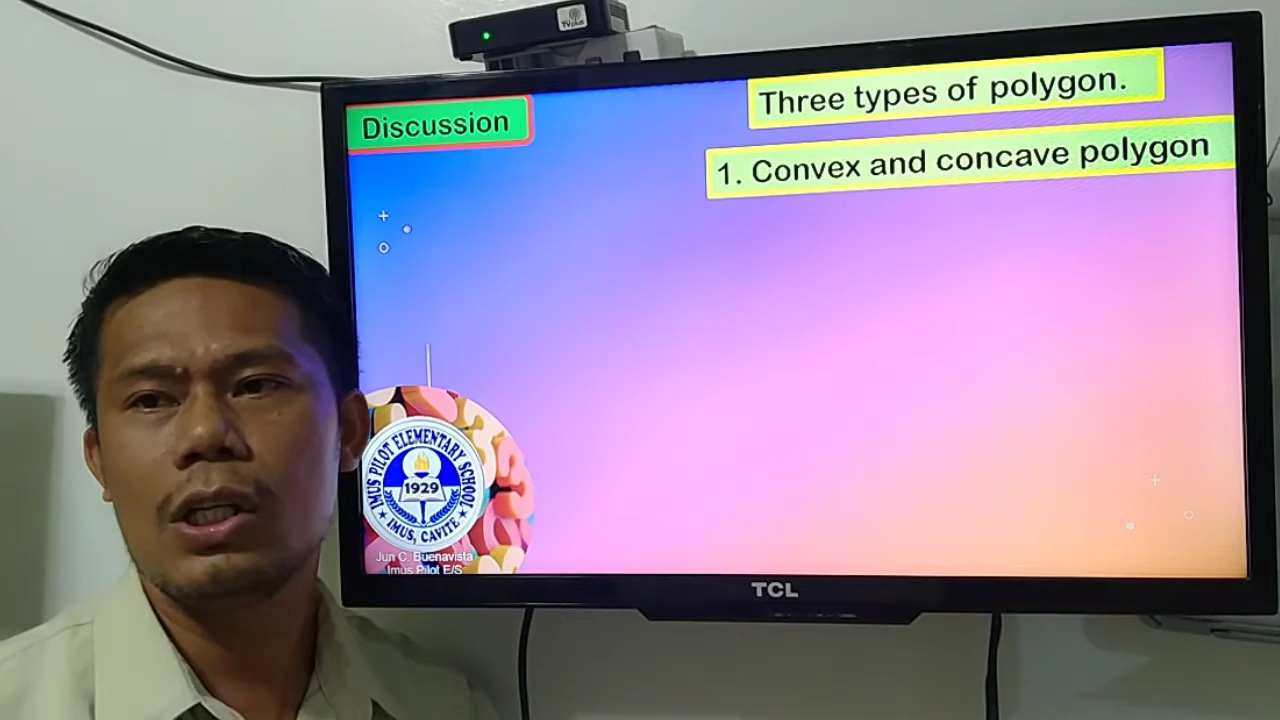 TVplus
Discussion
Three types of polygon.
1. Convex and concave polygon
IMUS PILOT ELEMENTARY SCHOOL
1929
IMUS, CAVITE
Jun C. Buenavista
Imus Pilot E/S
TCL